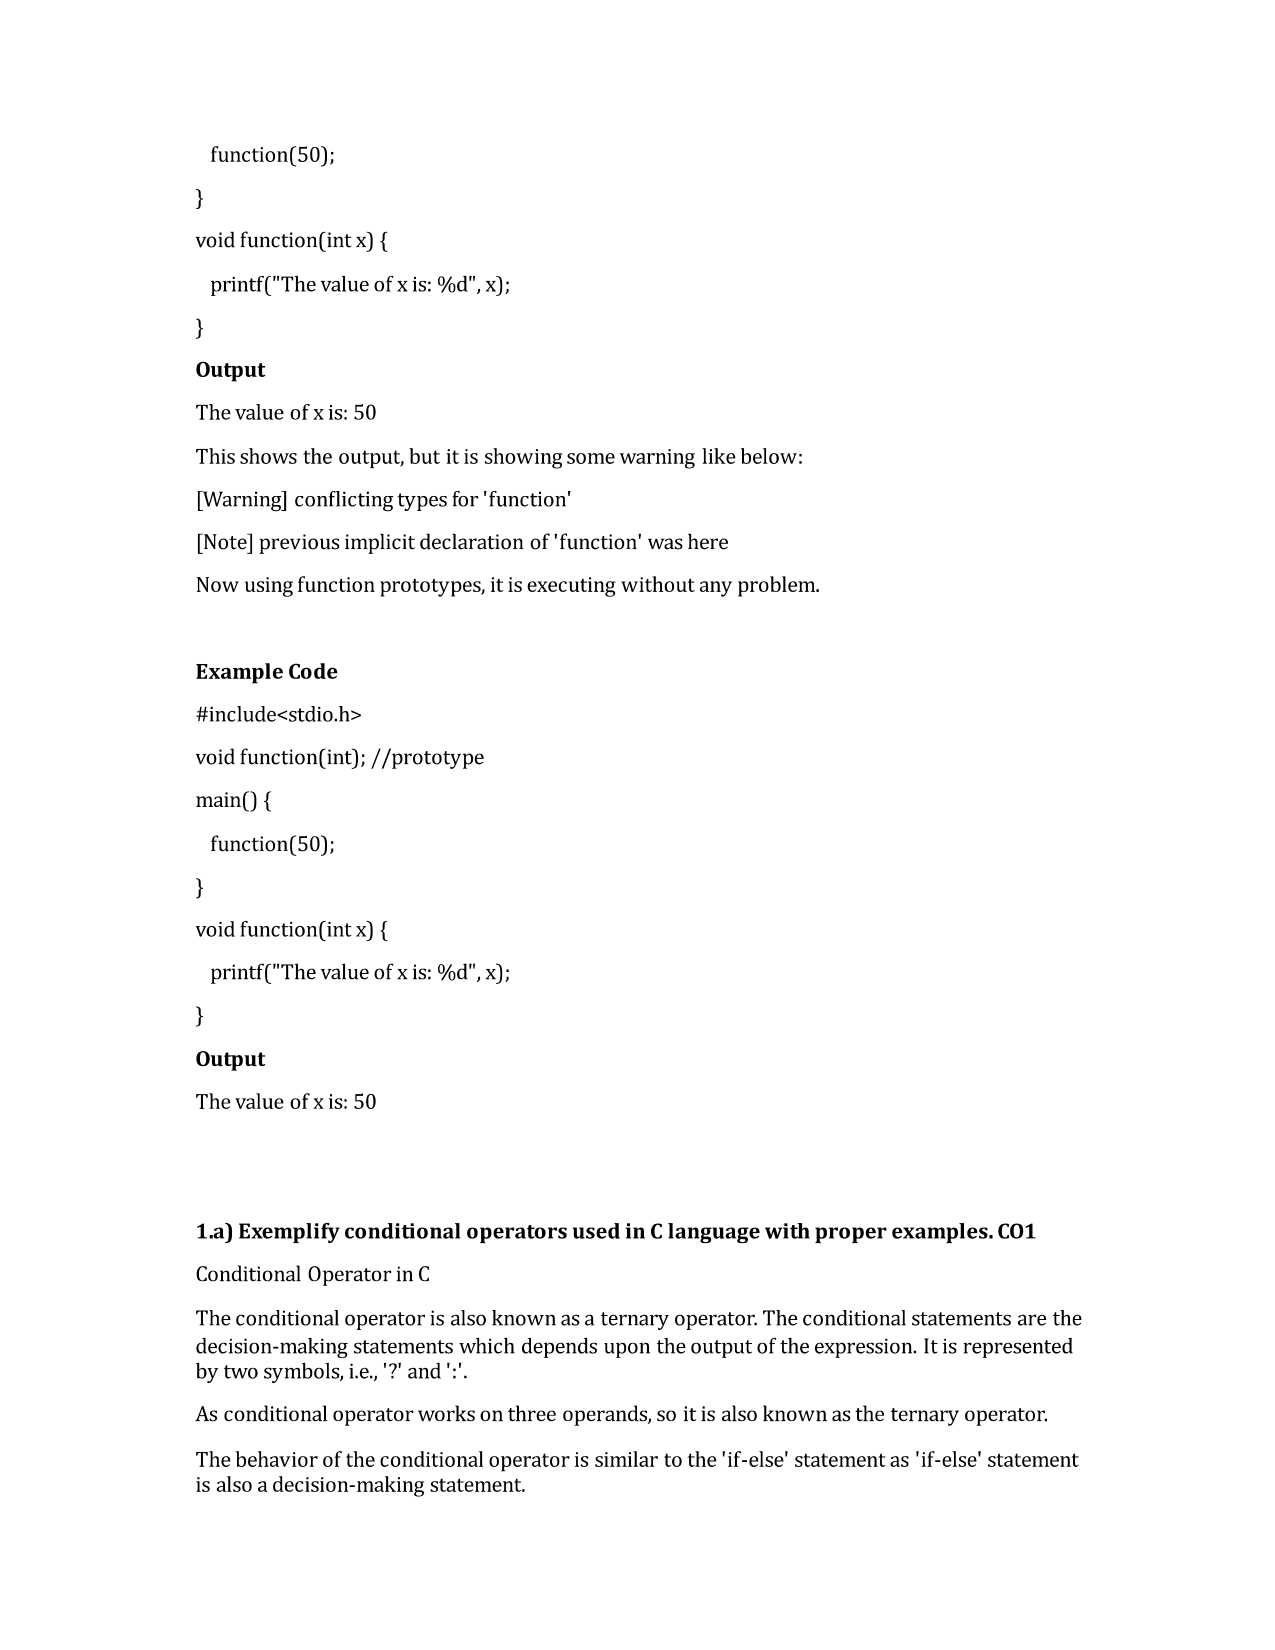 function(50);
}
void function(int x) {
printf("The value of x is: %d", x);
}
Output
The value of x is: 50
This shows the output, but it is showing some warning like below:
[Warning] conflicting types for 'function'
[Note] previous implicit declaration of 'function' was here
Now using function prototypes, it is executing without any problem.
Example Code
#include<stdio.h>
void function(int); //prototype
main() {
function(50);
}
void function(int x) {
printf("The value of x is: %d", x);
}
Output
The value of x is: 50
1.a) Exemplify conditional operators used in C language with proper examples. CO1
Conditional Operator in C
The conditional operator is also known as a ternary operator. The conditional statements are the
decision-making statements which depends upon the output of the expression. It is represented
by two symbols, i.e., '?' and ':'.
As conditional operator works on three operands, so it is also known as the ternary operator.
The behavior of the conditional operator is similar to the 'if-else' statement as 'if-else' statement
is also a decision-making statement.